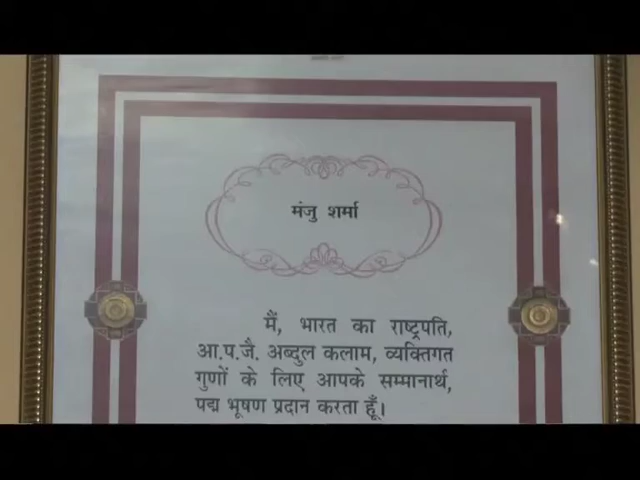 मंजु शर्मा
मैं, भारत का राष्ट्रपति,
आ.प.जै. अब्दुल कलाम, व्यक्तिगत
गुणों के लिए आपके सम्मानार्थ,
पद्म भूषण प्रदान करता हूँ।